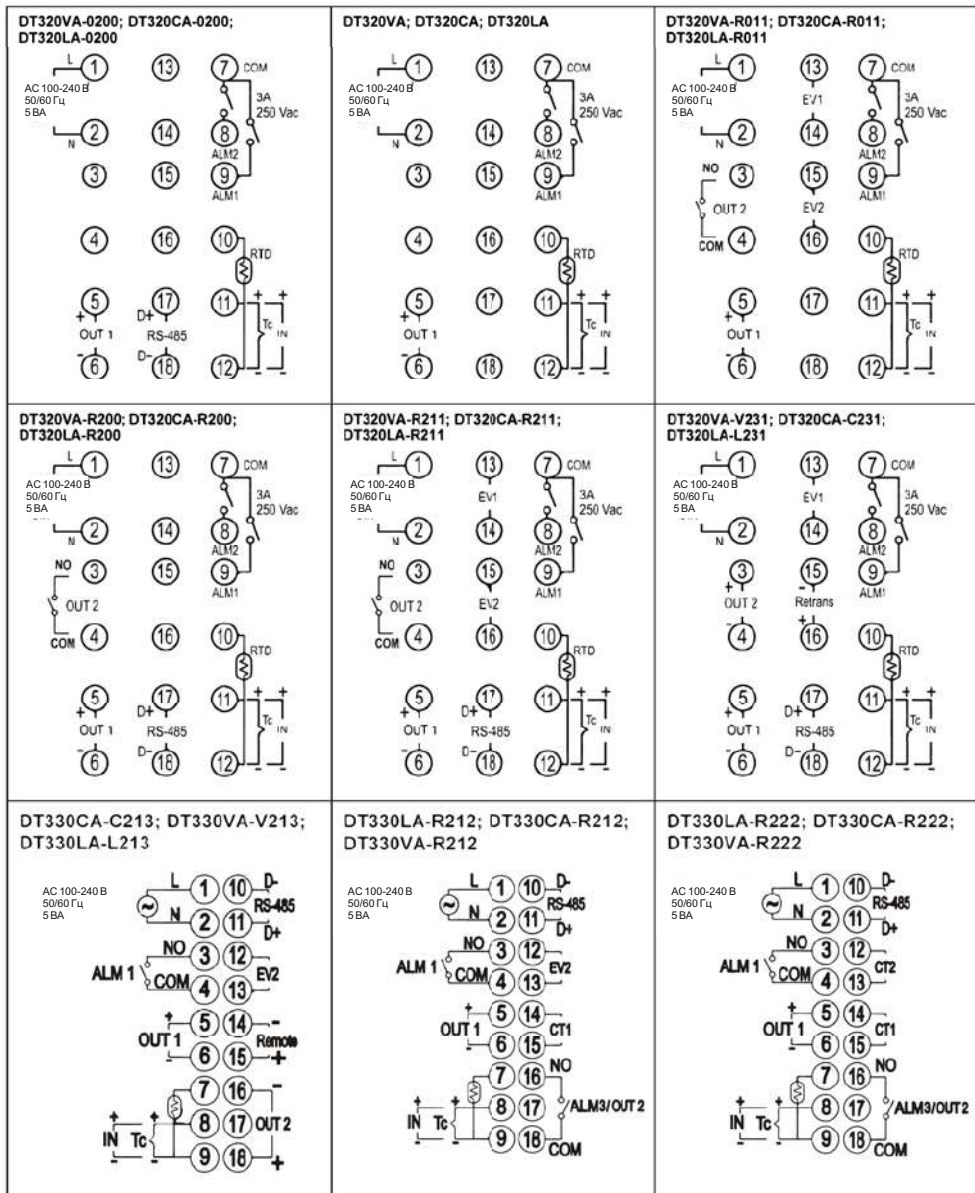 DT320VA-0200; DT320CA-0200;
DT320LA-0200
L 1 13 7 COM
AC 100-240 В
50/60 Гц
5 ВА
3A
250 Vac
N 2 14 8
ALM2
3 15 9
ALM1
4 16 10
RTD
5 17 11
+ D+ + +
OUT 1 RS-485 Tc IN
- D- - -
6 18 12
DT320VA; DT320CA; DT320LA
L 1 13 7 COM
AC 100-240 В
50/60 Гц
5 ВА
3A
250 Vac
N 2 14 8
ALM2
3 15 9
ALM1
4 16 10
RTD
5 17 11
+ + +
OUT 1 Tc IN
- - -
6 18 12
DT320VA-R011; DT320CA-R011;
DT320LA-R011
L 1 13 7 COM
AC 100-240 В
50/60 Гц
5 ВА
EV1
3A
250 Vac
N 2 14 8
ALM2
NO 3 15 9
ALM1
OUT 2 EV2
COM 4 16 10
RTD
5 17 11
+ + +
OUT 1 Tc IN
- - -
6 18 12
DT320VA-R200; DT320CA-R200;
DT320LA-R200
L 1 13 7 COM
AC 100-240 В
50/60 Гц
5 ВА
3A
250 Vac
N 2 14 8
ALM2
NO 3 15 9
ALM1
OUT 2
COM 4 16 10
RTD
5 17 11
+ D+ + +
OUT 1 RS-485 Tc IN
- D- - -
6 18 12
DT320VA-R211; DT320CA-R211;
DT320LA-R211
L 1 13 7 COM
AC 100-240 В
50/60 Гц
5 ВА
EV1
3A
250 Vac
N 2 14 8
ALM2
NO 3 15 9
ALM1
OUT 2 EV2
COM 4 16 10
RTD
5 17 11
+ D+ + +
OUT 1 RS-485 Tc IN
- D- - -
6 18 12
DT320VA-V231; DT320CA-C231;
DT320LA-L231
L 1 13 7 COM
AC 100-240 В
50/60 Гц
5 ВА
EV1
3A
250 Vac
N 2 14 8
ALM2
3 15 9
ALM1
+ -
OUT 2 Retrans
- +
4 16 10
RTD
5 17 11
+ D+ + +
OUT 1 RS-485 Tc IN
- D- - -
6 18 12
DT330CA-C213; DT330VA-V213;
DT330LA-L213
AC 100-240 В
50/60 Гц
5 ВА
L 1 10 D-
~ RS-485
N 2 11 D+
NO 3 12
ALM 1 EV2
COM 4 13
+ 5 14 -
OUT 1 Remote
- 6 15 +
7 16 -
+ + 8 17
IN Tc OUT 2
- - 9 18 +
DT330LA-R212; DT330CA-R212;
DT330VA-R212
AC 100-240 В
50/60 Гц
5 ВА
L 1 10 D-
~ RS-485
N 2 11 D+
NO 3 12
ALM 1 EV2
COM 4 13
+ 5 14
OUT 1 CT1
- 6 15
7 16 NO
+ + 8 17 ALM3/OUT 2
IN Tc
- - 9 18 COM
DT330LA-R222; DT330CA-R222;
DT330VA-R222
AC 100-240 В
50/60 Гц
5 ВА
L 1 10 D-
~ RS-485
N 2 11 D+
NO 3 12
ALM 1 CT2
COM 4 13
+ 5 14
OUT 1 CT1
- 6 15
7 16 NO
+ + 8 17 ALM3/OUT 2
IN Tc
- - 9 18 COM